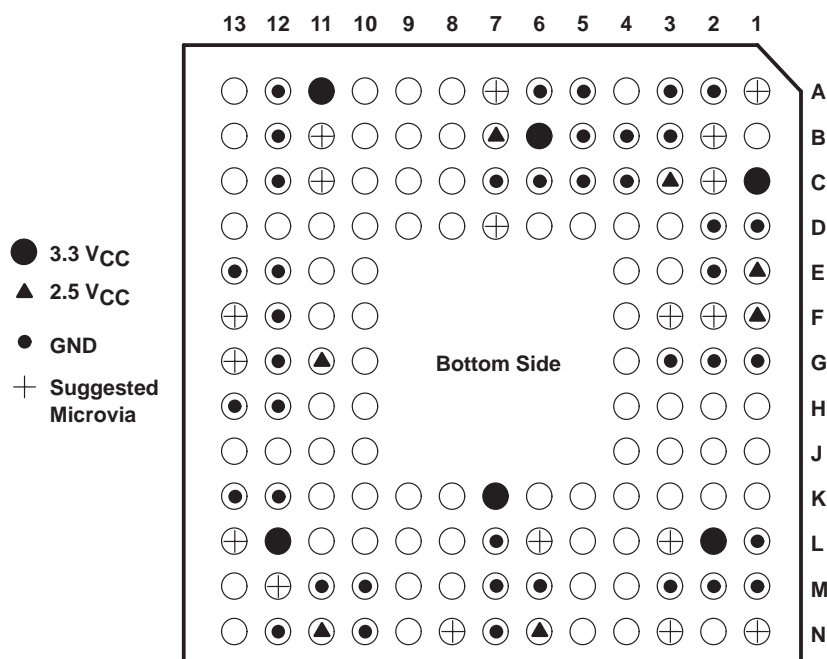 13 12 11 10 9 8 7 6 5 4 3 2 1
A
B
C
D
3.3 VCC
E
2.5 VCC
F
GND
G
Bottom Side
Suggested
Microvia
H
J
K
L
M
N